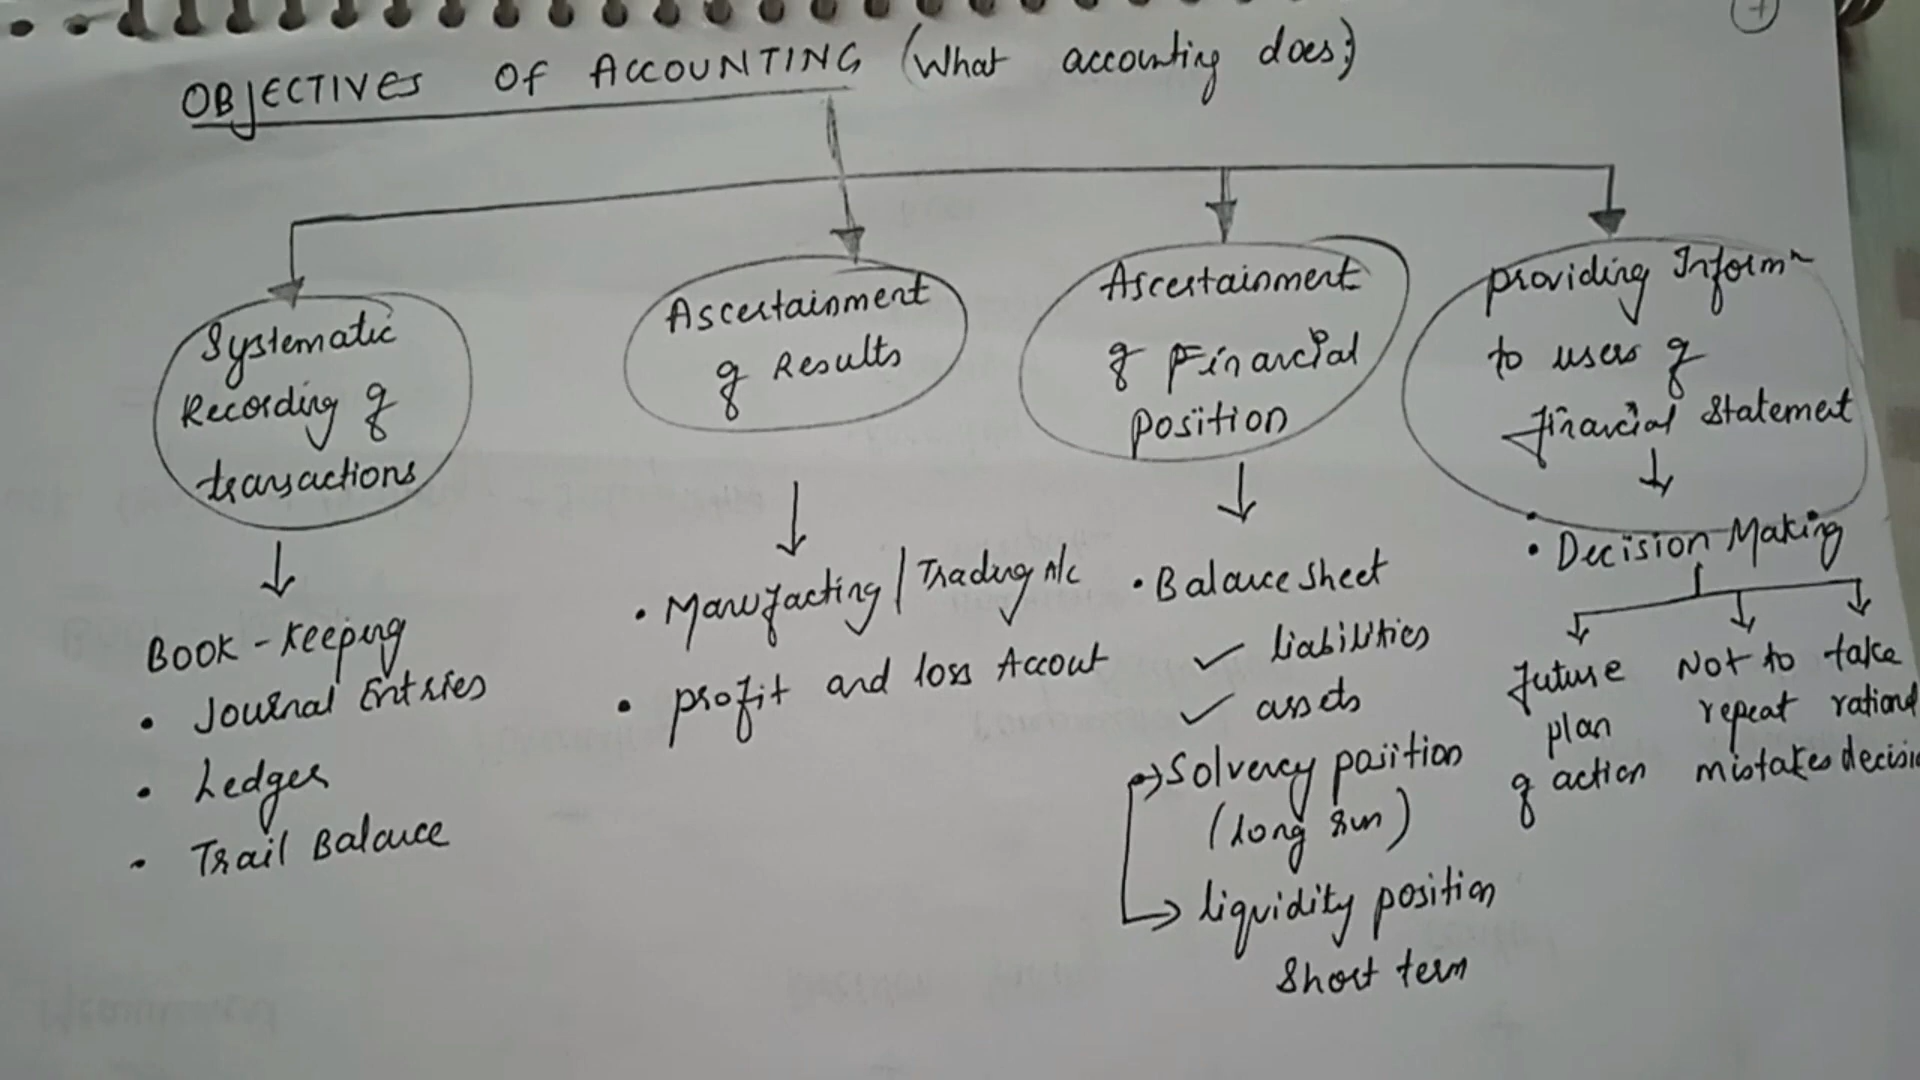 OBJECTIVES OF ACCOUNTING (What accounting does?)
Systematic
Recording of
transactions
Book-keeping
• Journal Entries
• Ledger
• Trail Balance
Ascertainment
of Results
• Manufacting / Trading A/c
• profit and loss Accout
Ascertainment
of Financial
position
• Balance sheet
✓ liabilities
✓ assets
→ Solvency position
(long run)
→ liquidity position
Short term
providing Inform^n
to users of
financial statement
• Decision Making
future
plan
of action
Not to
repeat
mistakes
take
rational